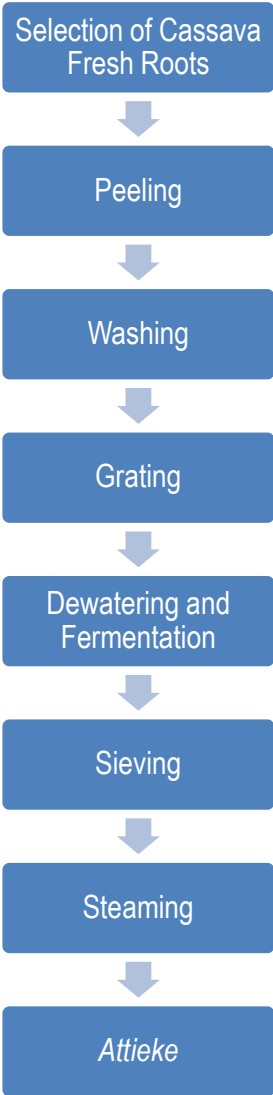 Selection of Cassava
Fresh Roots
Peeling
Washing
Grating
Dewatering and
Fermentation
Sieving
Steaming
Attieke